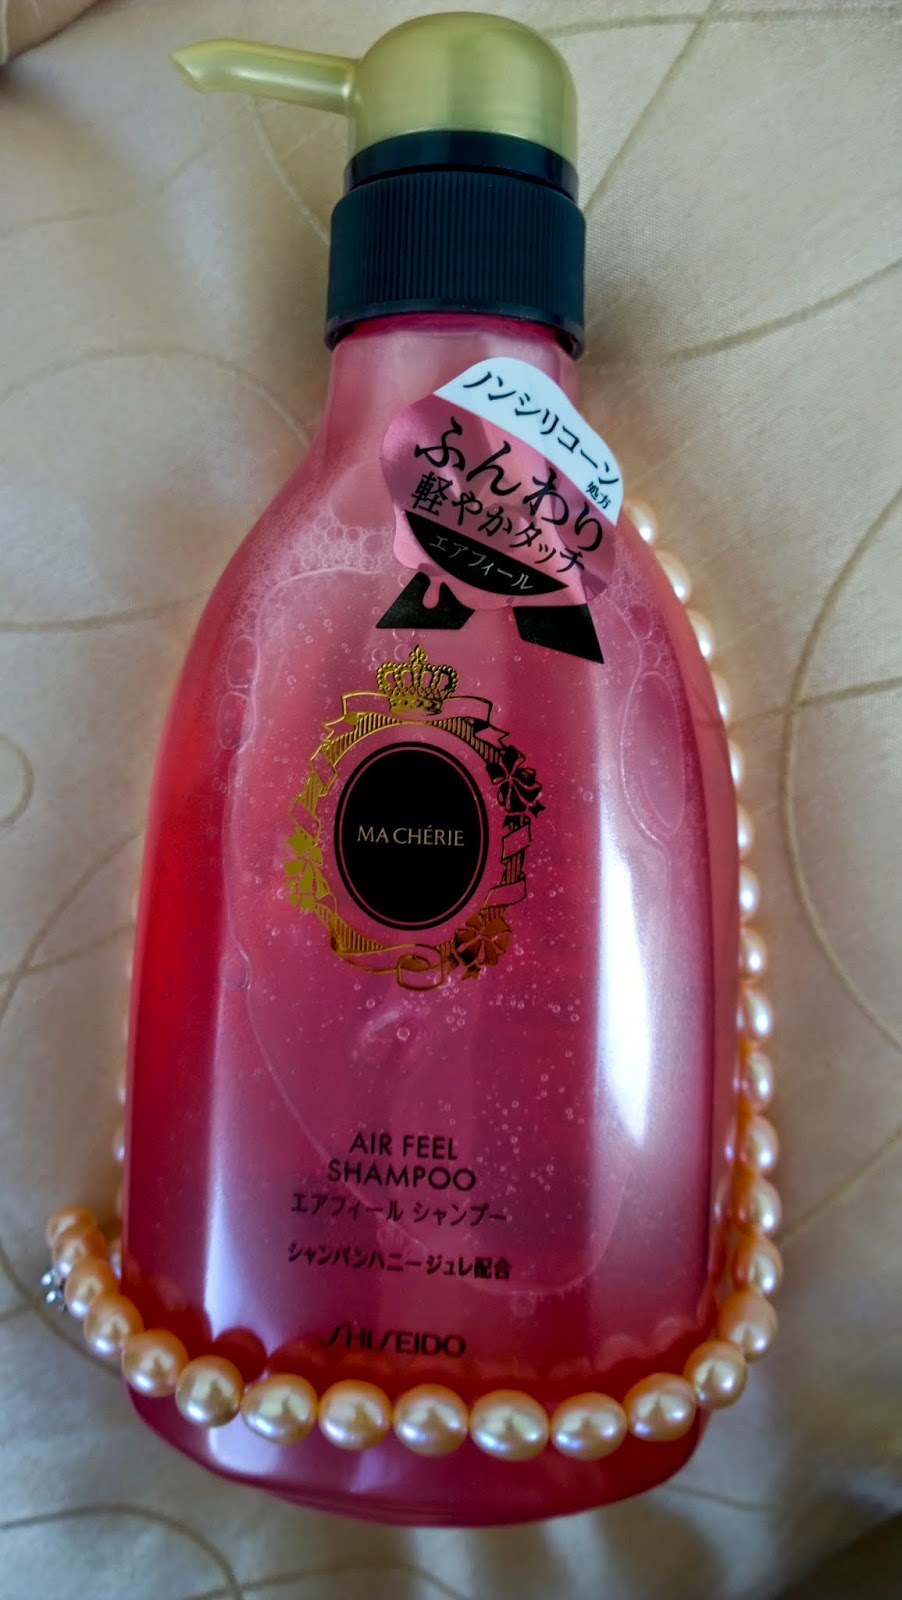 ノンシリコーン
処方
ふんわり
軽やかタッチ
エアフィール
MA CHÉRIE
AIR FEEL
SHAMPOO
エアフィール シャンプー
シャンパンハニージュレ配合
SHISEIDO